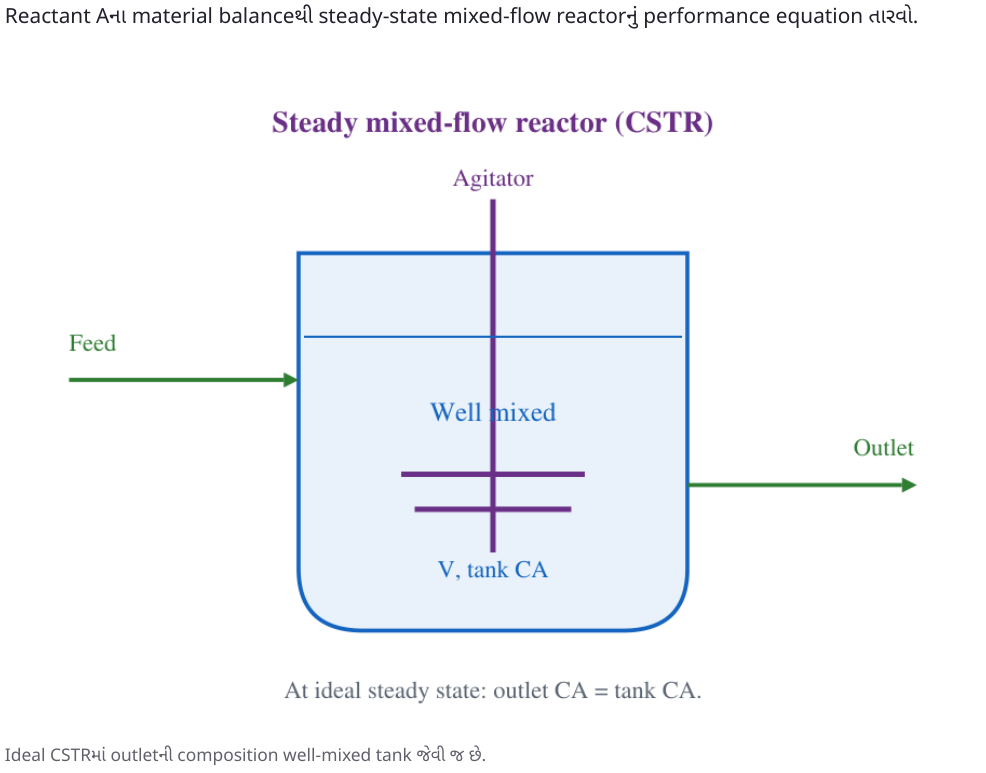 Reactant Aના material balanceથી steady-state mixed-flow reactorનું performance equation તારવો.
Steady mixed-flow reactor (CSTR)
Agitator
Feed
Well mixed
Outlet
V, tank CA
At ideal steady state: outlet CA = tank CA.
Ideal CSTRમાં outletની composition well-mixed tank જેવી જ છે.